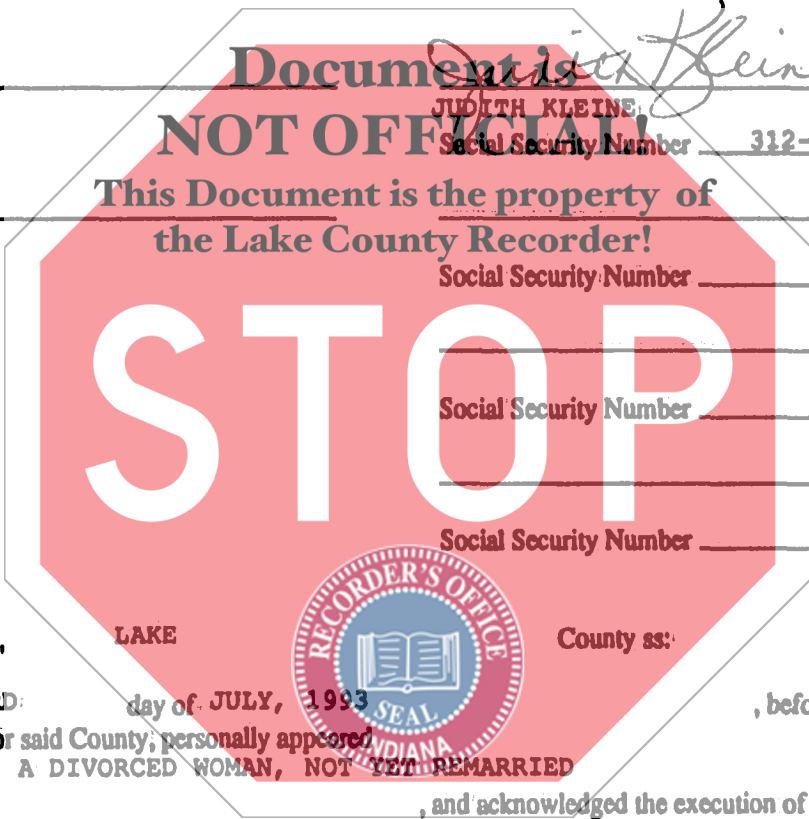 Document is
JUDITH KLEINE
NOT OFFICIAL!
Social Security Number 312-
This Document is the property of
the Lake County Recorder!
Social Security Number
STOP
Social Security Number
Social Security Number
RECORDER'S OFFICE
SEAL
INDIANA
LAKE County ss:
D: day of JULY, 1993 , befo
r said County, personally appeared
A DIVORCED WOMAN, NOT YET REMARRIED
, and acknowledged the execution of